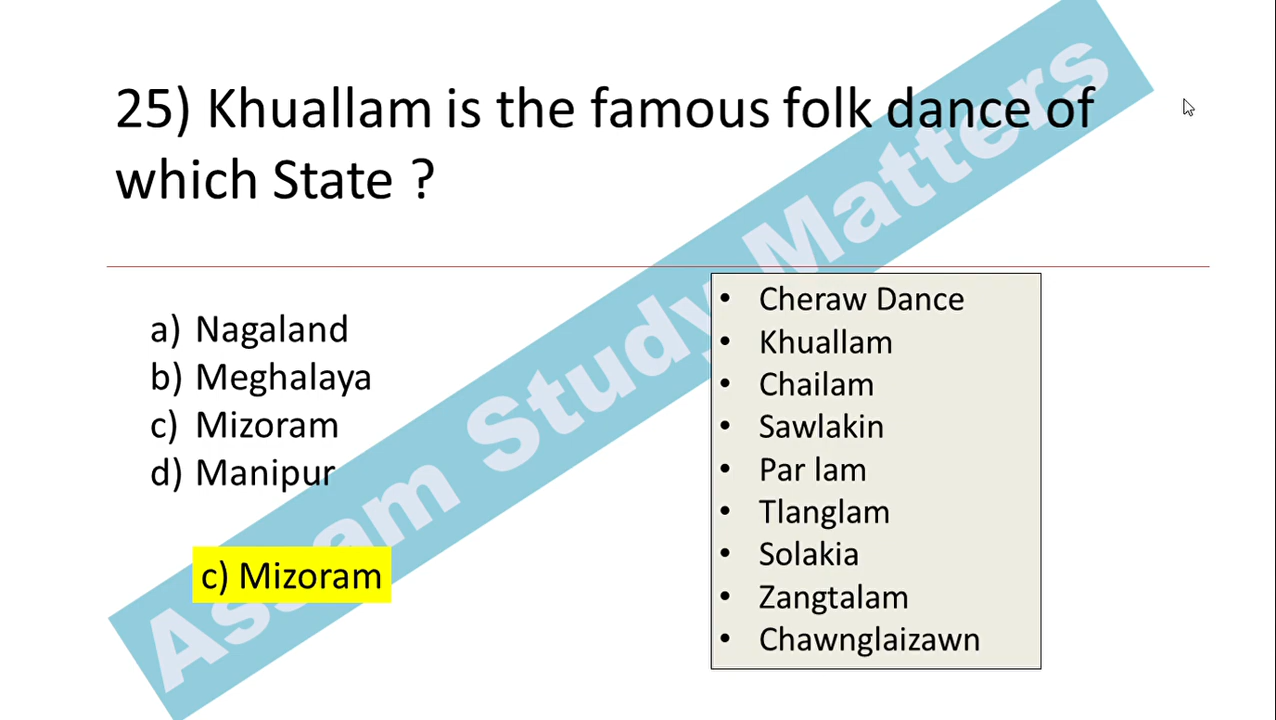 25) Khuallam is the famous folk dance of
which State ?
a) Nagaland
b) Meghalaya
c) Mizoram
d) Manipur
c) Mizoram
• Cheraw Dance
• Khuallam
• Chailam
• Sawlakin
• Par lam
• Tlanglam
• Solakia
• Zangtalam
• Chawnglaizawn
Assam Study Matters